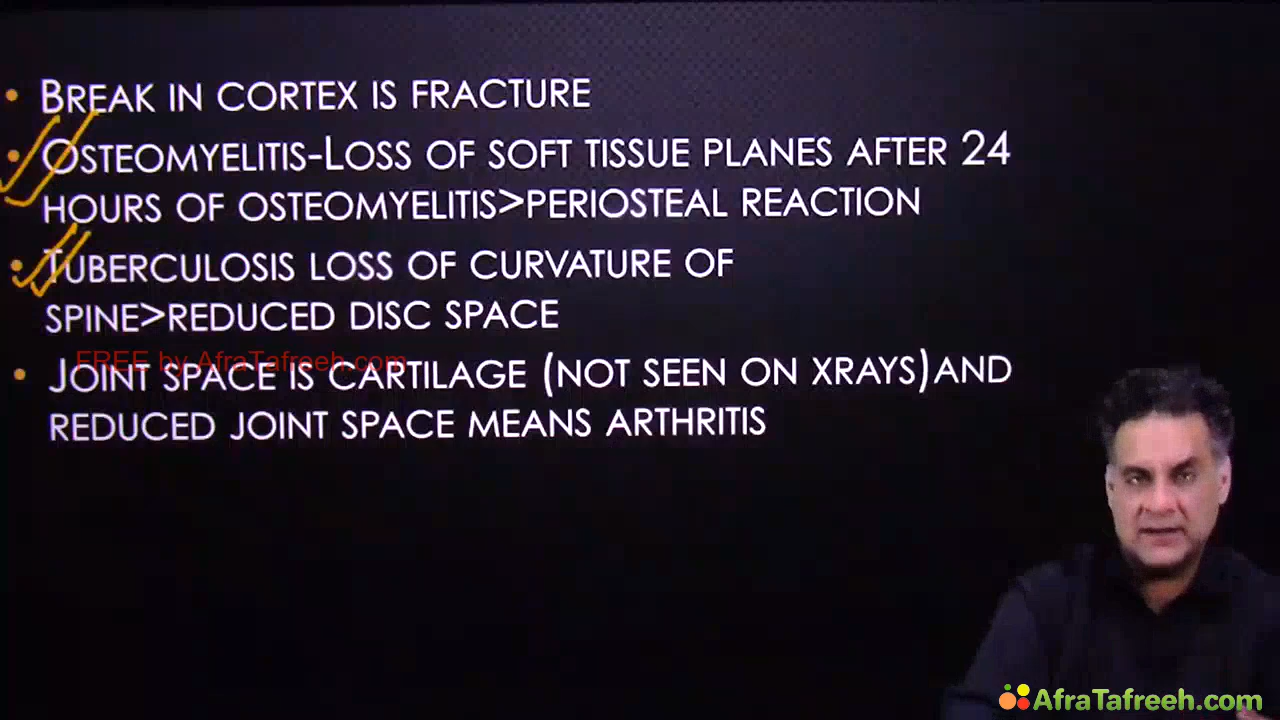 • BREAK IN CORTEX IS FRACTURE
• OSTEOMYELITIS-LOSS OF SOFT TISSUE PLANES AFTER 24
HOURS OF OSTEOMYELITIS>PERIOSTEAL REACTION
• TUBERCULOSIS LOSS OF CURVATURE OF
SPINE>REDUCED DISC SPACE
FREE by AfraTafreeh.com
• JOINT SPACE IS CARTILAGE (NOT SEEN ON XRAYS)AND
REDUCED JOINT SPACE MEANS ARTHRITIS
AfraTafreeh.com